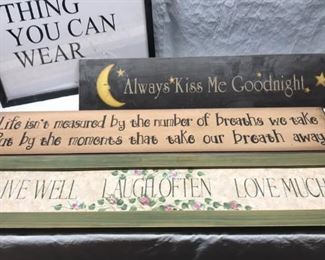 THING
YOU CAN
WEAR
Always Kiss Me Goodnight
Life isn't measured by the number of breaths we take
But by the moments that take our breath away
LIVE WELL LAUGH OFTEN LOVE MUCH